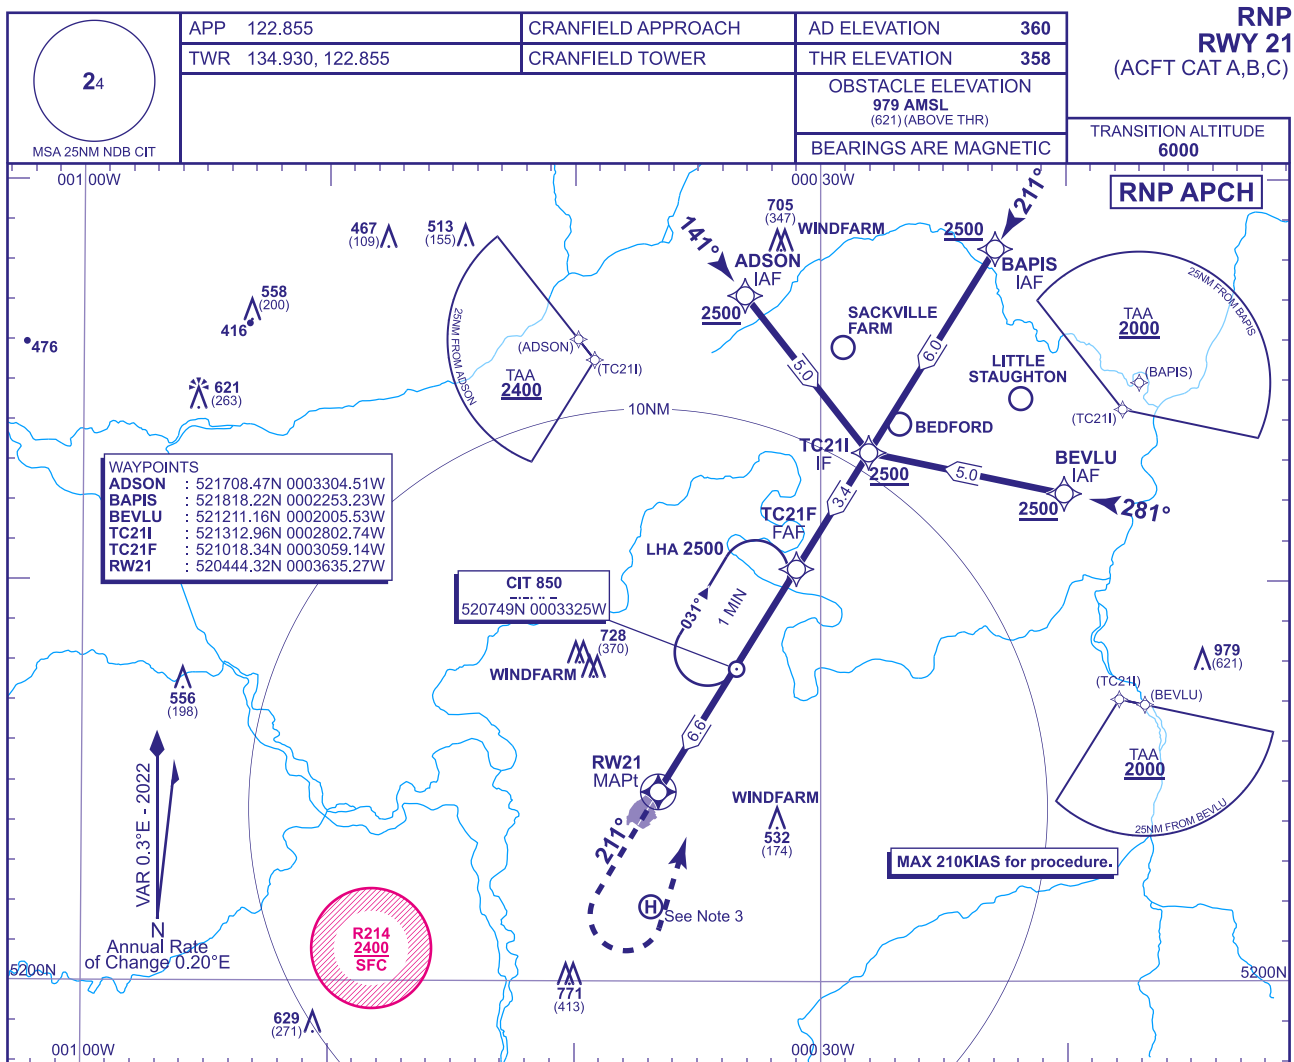 RNP
RWY 21
(ACFT CAT A,B,C)
24
MSA 25NM NDB CIT
APP 122.855
CRANFIELD APPROACH
AD ELEVATION 360
TWR 134.930, 122.855
CRANFIELD TOWER
THR ELEVATION 358
OBSTACLE ELEVATION
979 AMSL
(621) (ABOVE THR)
BEARINGS ARE MAGNETIC
TRANSITION ALTITUDE
6000
001 00W
000 30W
RNP APCH
467
(109)
513
(155)
705
(347)
WINDFARM
141°
211°
2500
BAPIS
IAF
ADSON
IAF
2500
558
(200)
416
476
621
(263)
25NM FROM ADSON
(ADSON)
(TC21I)
TAA
2400
SACKVILLE
FARM
LITTLE
STAUGHTON
BEDFORD
5.0
6.0
25NM FROM BAPIS
TAA
2000
(BAPIS)
(TC21I)
10NM
TC21I
IF
2500
BEVLU
IAF
5.0
2500
281°
3.4
WAYPOINTS
ADSON : 521708.47N 0003304.51W
BAPIS : 521818.22N 0002253.23W
BEVLU : 521211.16N 0002005.53W
TC21I : 521312.96N 0002802.74W
TC21F : 521018.34N 0003059.14W
RW21 : 520444.32N 0003635.27W
TC21F
FAF
LHA 2500
CIT 850
520749N 0003325W
031°
1 MIN
728
(370)
WINDFARM
979
(621)
(TC21I)
(BEVLU)
TAA
2000
25NM FROM BEVLU
556
(198)
6.6
RW21
MAPt
WINDFARM
532
(174)
211°
MAX 210KIAS for procedure.
VAR 0.3°E - 2022
N
Annual Rate
of Change 0.20°E
H
See Note 3
R214
2400
SFC
5200N
5200N
771
(413)
629
(271)
001 00W
000 30W